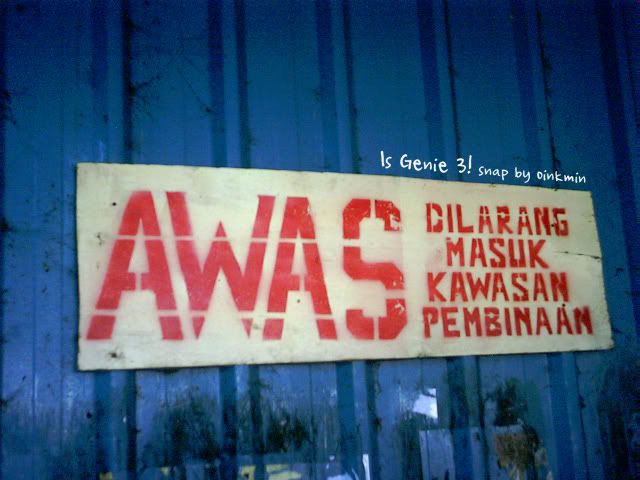 Is Genie 3! snap by oinkmin
AWAS
DILARANG
MASUK
KAWASAN
PEMBINAAN